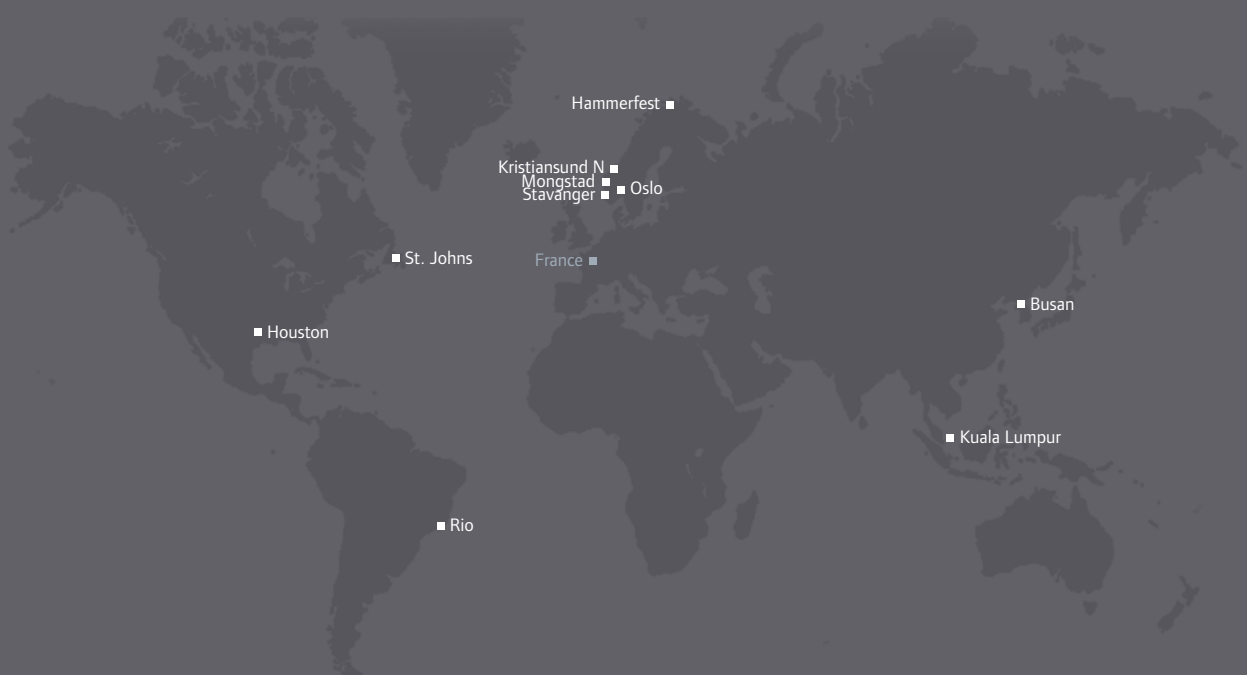 Hammerfest
Kristiansund N
Mongstad
Oslo
Stavanger
St. Johns
France
Busan
Houston
Kuala Lumpur
Rio